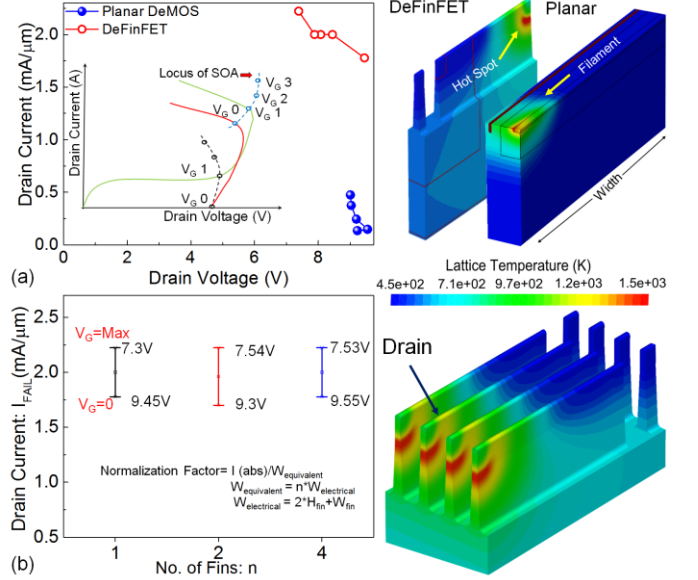 Planar DeMOS
DeFinFET
Drain Current (mA/μm)
2.0
1.5
1.0
0.5
0.0
Locus of SOA
V_G 3
V_G 2
V_G 0
V_G 1
V_G 1
V_G 0
Drain Current (A)
Drain Voltage (V)
0 2 4 6 8 10
Drain Voltage (V)
(a)
DeFinFET
Planar
Hot Spot
Filament
Width
Lattice Temperature (K)
4.5e+02 7.1e+02 9.7e+02 1.2e+03 1.5e+03
Drain
Drain Current: I_FAIL (mA/μm)
2.5
2.0
1.5
1.0
0.5
V_G=Max
7.3V
7.54V
7.53V
V_G=0
9.45V
9.3V
9.55V
Normalization Factor= I (abs)/W_equivalent
W_equivalent = n*W_electrical
W_electrical = 2*H_fin+W_fin
1 2 4
No. of Fins: n
(b)